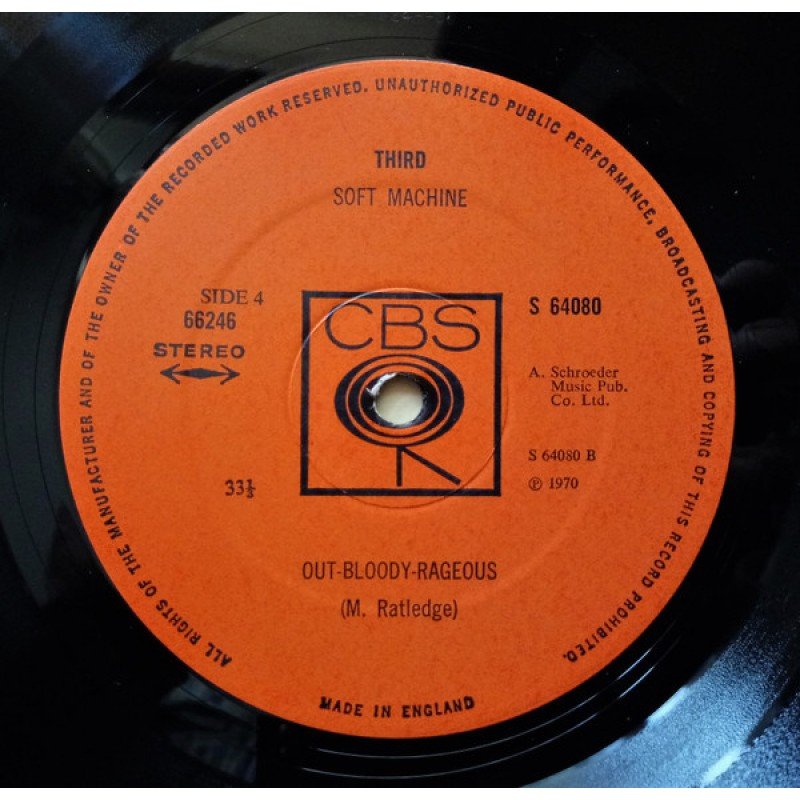 ALL RIGHTS OF THE MANUFACTURER AND OF THE OWNER OF THE RECORDED WORK RESERVED. UNAUTHORIZED PUBLIC PERFORMANCE, BROADCASTING AND COPYING OF THIS RECORD PROHIBITED.
THIRD
SOFT MACHINE
SIDE 4
66246
STEREO
33⅓
CBS
S 64080
A. Schroeder
Music Pub.
Co. Ltd.
S 64080 B
℗ 1970
OUT-BLOODY-RAGEOUS
(M. Ratledge)
MADE IN ENGLAND